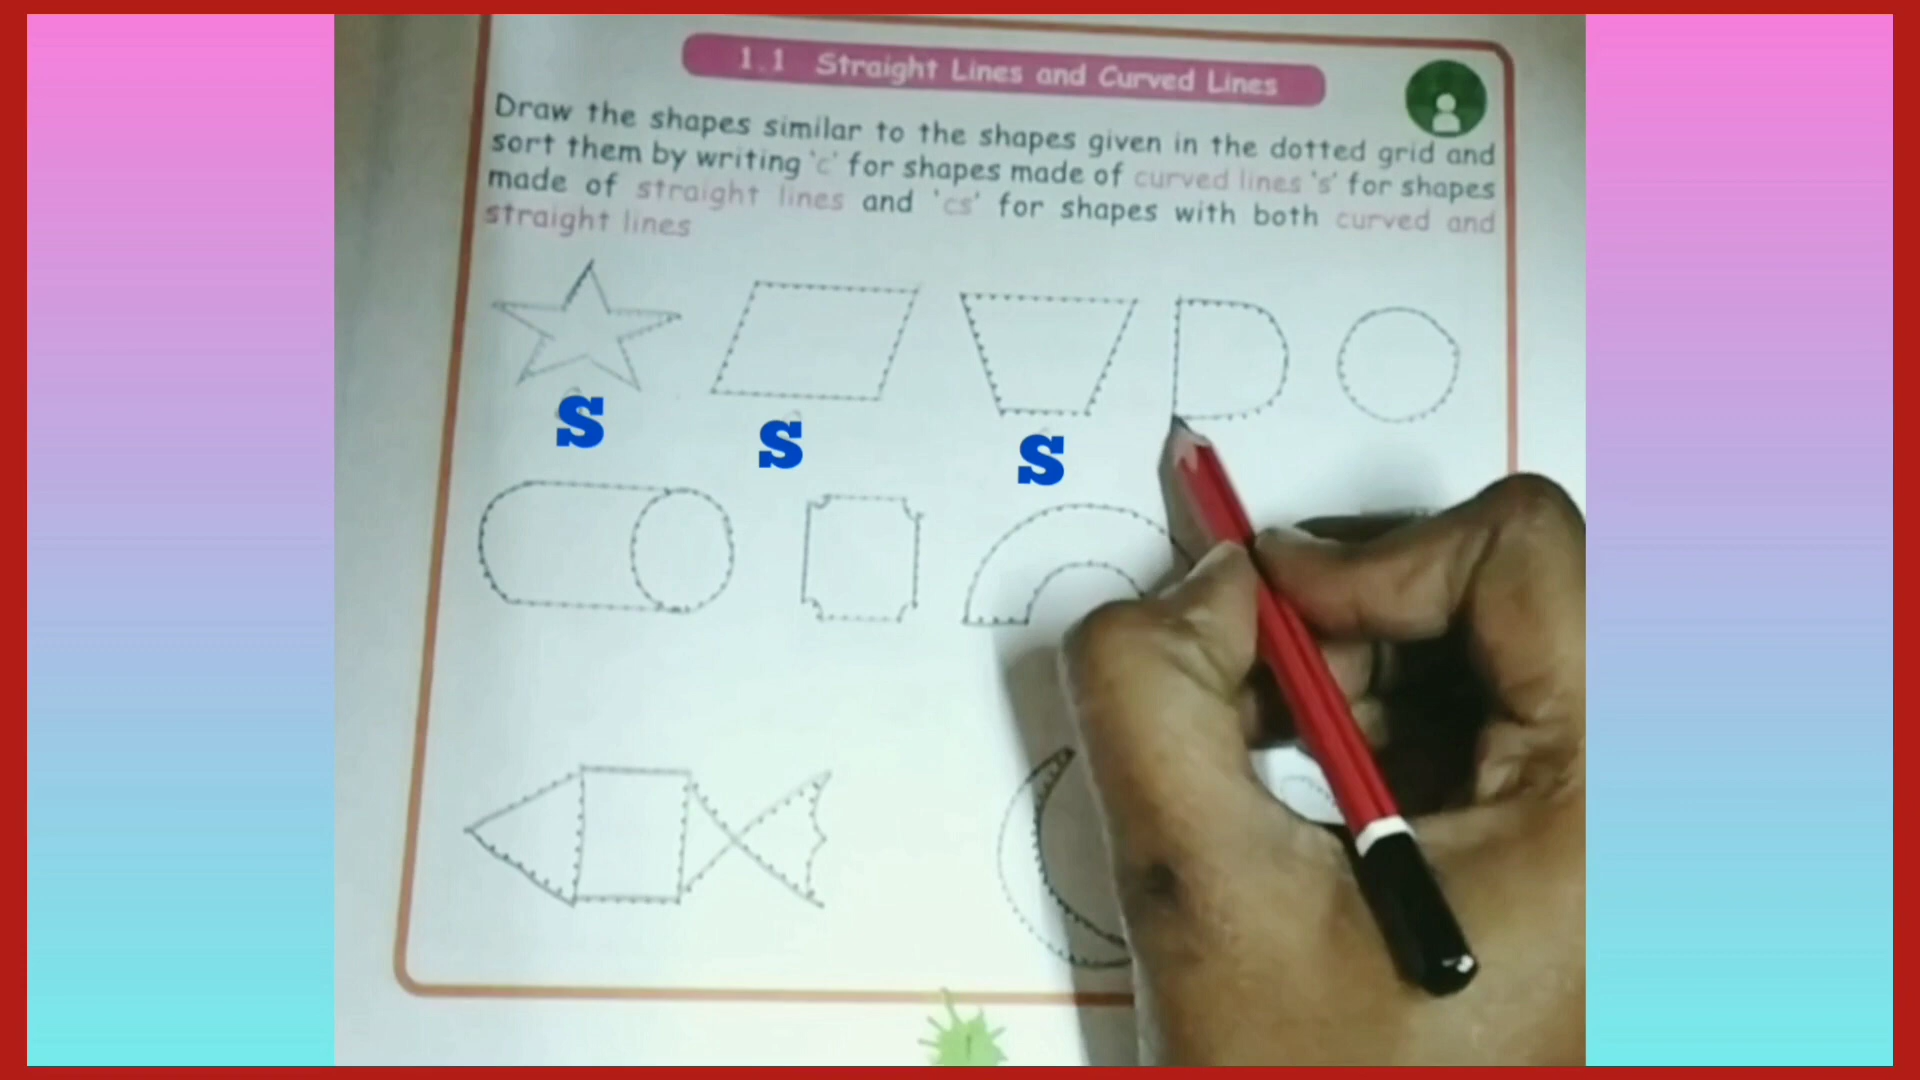 1.1 Straight Lines and Curved Lines
Draw the shapes similar to the shapes given in the dotted grid and
sort them by writing 'c' for shapes made of curved lines 's' for shapes
made of straight lines and 'cs' for shapes with both curved and
straight lines
S
S
S